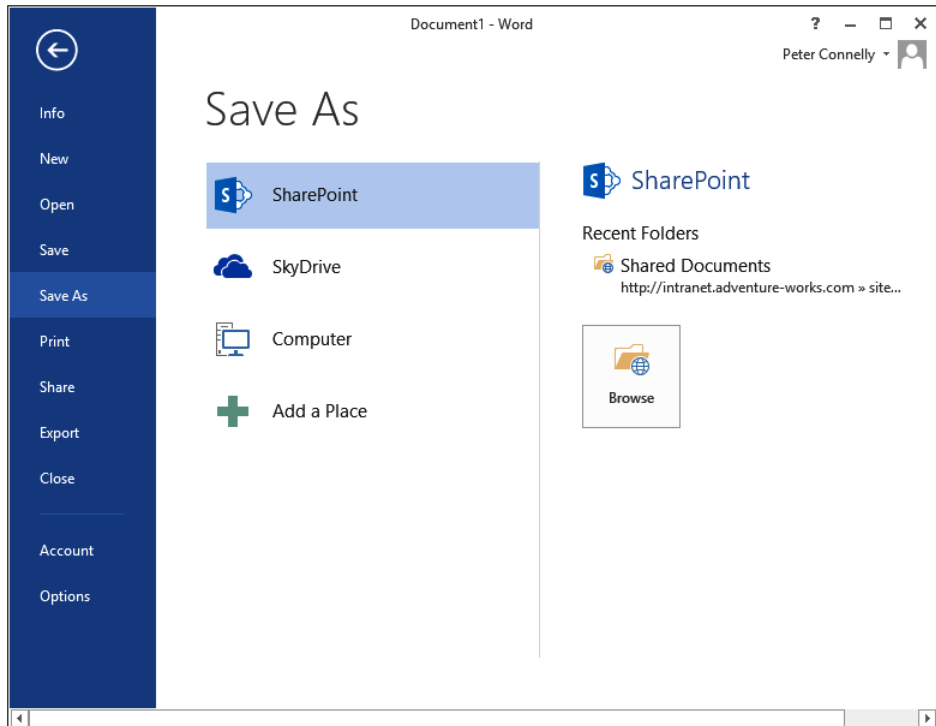 Document1 - Word
?
Peter Connelly
Info
New
Open
Save
Save As
Print
Share
Export
Close
Account
Options
Save As
SharePoint
SkyDrive
Computer
Add a Place
S SharePoint
Recent Folders
Shared Documents
http://intranet.adventure-works.com » site...
Browse